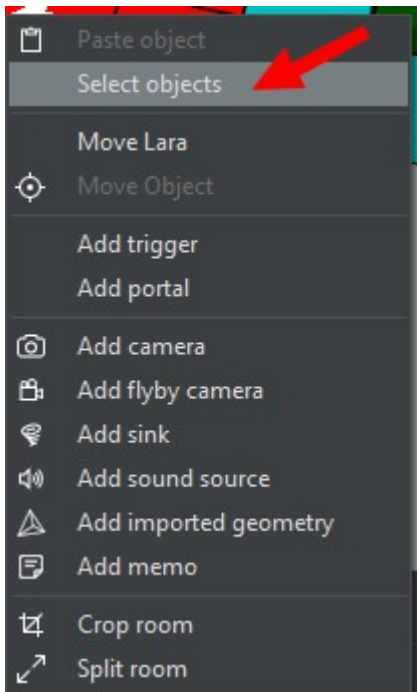 Paste object
Select objects
Move Lara
Move Object
Add trigger
Add portal
Add camera
Add flyby camera
Add sink
Add sound source
Add imported geometry
Add memo
Crop room
Split room